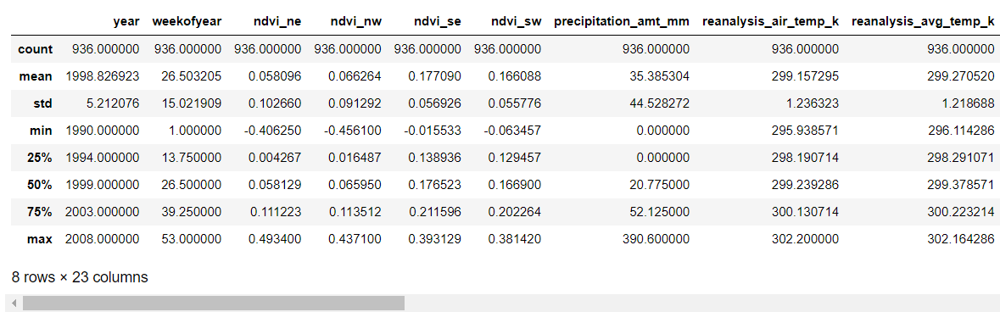 year weekofyear ndvi_ne ndvi_nw ndvi_se ndvi_sw precipitation_amt_mm reanalysis_air_temp_k reanalysis_avg_temp_k
count 936.000000 936.000000 936.000000 936.000000 936.000000 936.000000 936.000000 936.000000 936.000000
mean 1998.826923 26.503205 0.058096 0.066264 0.177090 0.166088 35.385304 299.157295 299.270520
std 5.212076 15.021909 0.102660 0.091292 0.056926 0.055776 44.528272 1.236323 1.218688
min 1990.000000 1.000000 -0.406250 -0.456100 -0.015533 -0.063457 0.000000 295.938571 296.114286
25% 1994.000000 13.750000 0.004267 0.016487 0.138936 0.129457 0.000000 298.190714 298.291071
50% 1999.000000 26.500000 0.058129 0.065950 0.176523 0.166900 20.775000 299.239286 299.378571
75% 2003.000000 39.250000 0.111223 0.113512 0.211596 0.202264 52.125000 300.130714 300.223214
max 2008.000000 53.000000 0.493400 0.437100 0.393129 0.381420 390.600000 302.200000 302.164286
8 rows × 23 columns